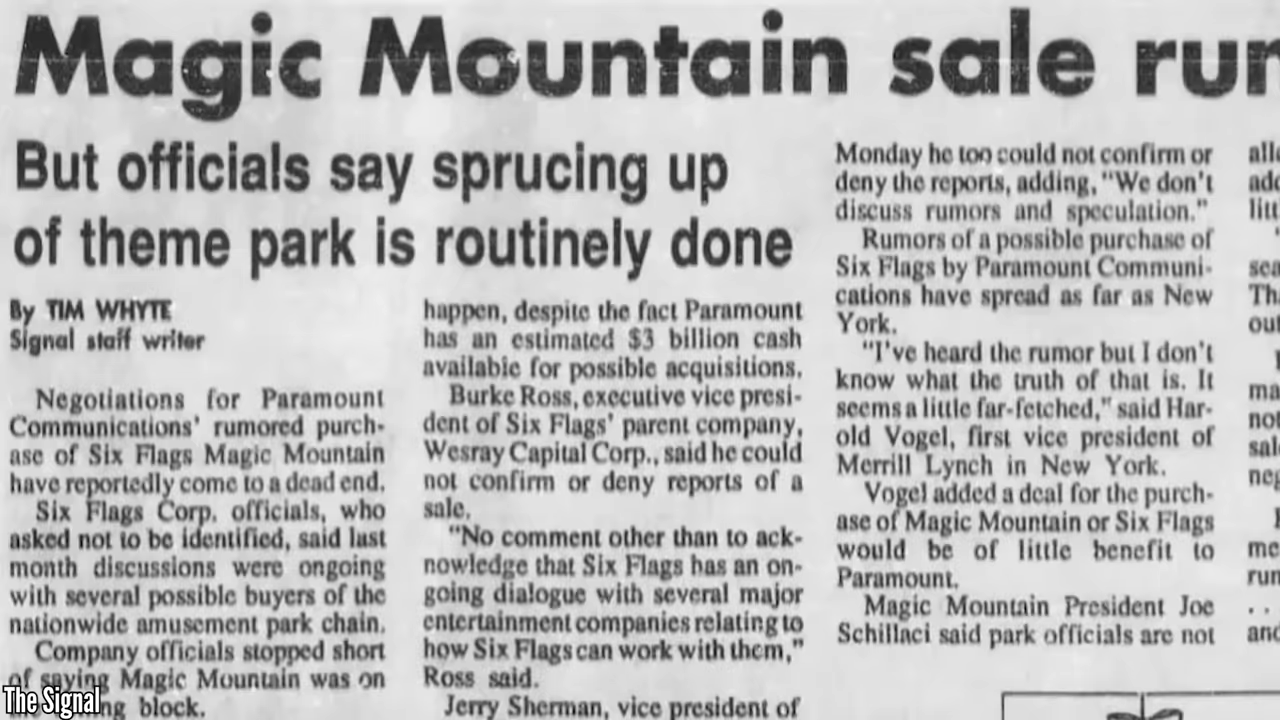 Magic Mountain sale
But officials say sprucing up
of theme park is routinely done
By TIM WHYTE
Signal staff writer
Negotiations for Paramount
Communications' rumored purch-
ase of Six Flags Magic Mountain
have reportedly come to a dead end.
Six Flags Corp. officials, who
asked not to be identified, said last
month discussions were ongoing
with several possible buyers of the
nationwide amusement park chain.
Company officials stopped short
of saying Magic Mountain was on
block.
happen, despite the fact Paramount
has an estimated $3 billion cash
available for possible acquisitions.
Burke Ross, executive vice presi-
dent of Six Flags' parent company,
Wesray Capital Corp., said he could
not confirm or deny reports of a
sale.
"No comment other than to ack-
nowledge that Six Flags has an on-
going dialogue with several major
entertainment companies relating to
how Six Flags can work with them,"
Ross said.
Jerry Sherman, vice president of
Monday he too could not confirm or
deny the reports, adding, "We don't
discuss rumors and speculation."
Rumors of a possible purchase of
Six Flags by Paramount Communi-
cations have spread as far as New
York.
"I've heard the rumor but I don't
know what the truth of that is. It
seems a little far-fetched," said Har-
old Vogel, first vice president of
Merrill Lynch in New York.
Vogel added a deal for the purch-
ase of Magic Mountain or Six Flags
would be of little benefit to
Paramount.
Magic Mountain President Joe
Schillaci said park officials are not
The Signal